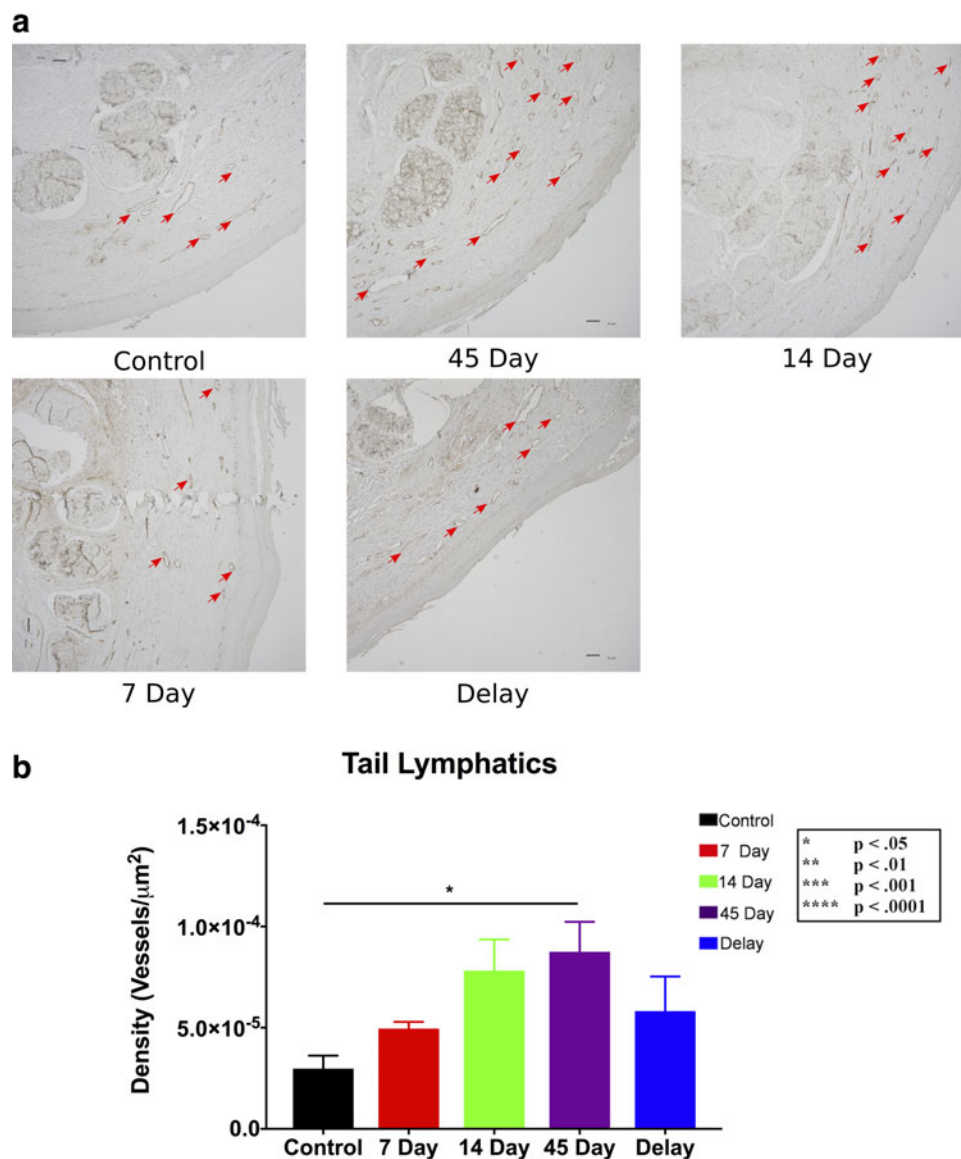 a
Control
45 Day
14 Day
7 Day
Delay
b
Tail Lymphatics
Density (Vessels/μm²)
1.5×10⁻⁴
1.0×10⁻⁴
5.0×10⁻⁵
0.0
*
Control
7 Day
14 Day
45 Day
Delay
Control
7 Day
14 Day
45 Day
Delay
* p < .05
** p < .01
*** p < .001
**** p < .0001